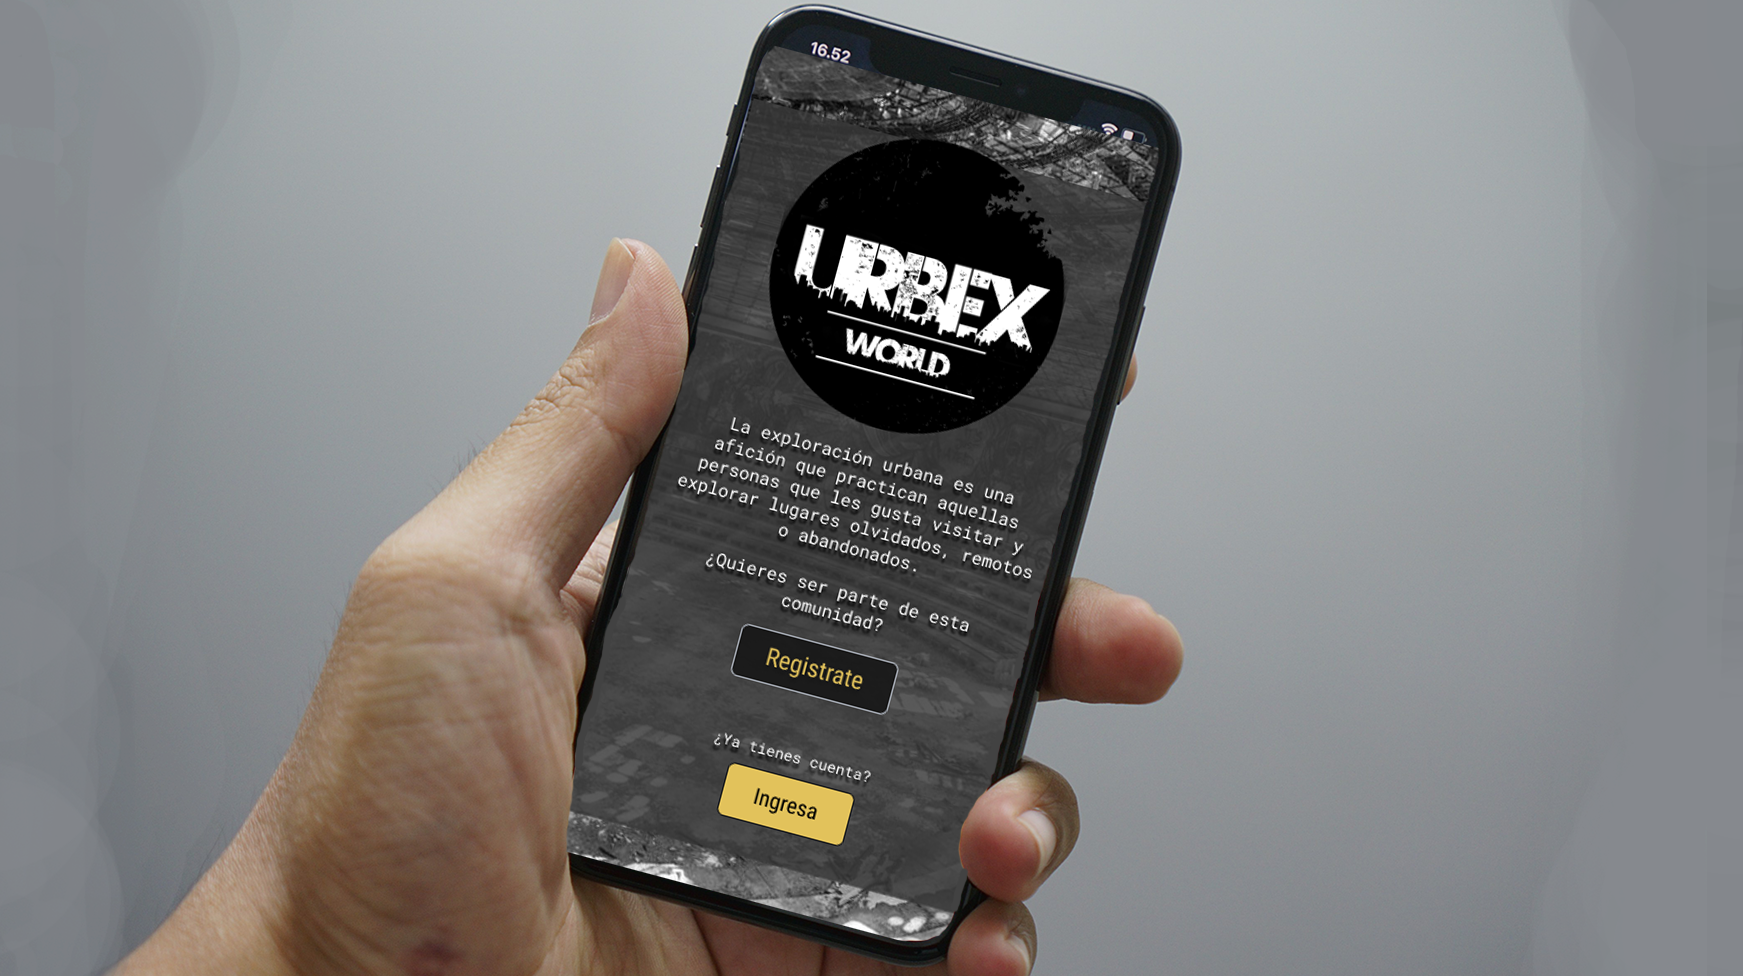 16.52
URBEX
WORLD
La exploración urbana es una
afición que practican aquellas
personas que les gusta visitar y
explorar lugares olvidados, remotos
o abandonados.
¿Quieres ser parte de esta
comunidad?
Registrate
¿Ya tienes cuenta?
Ingresa